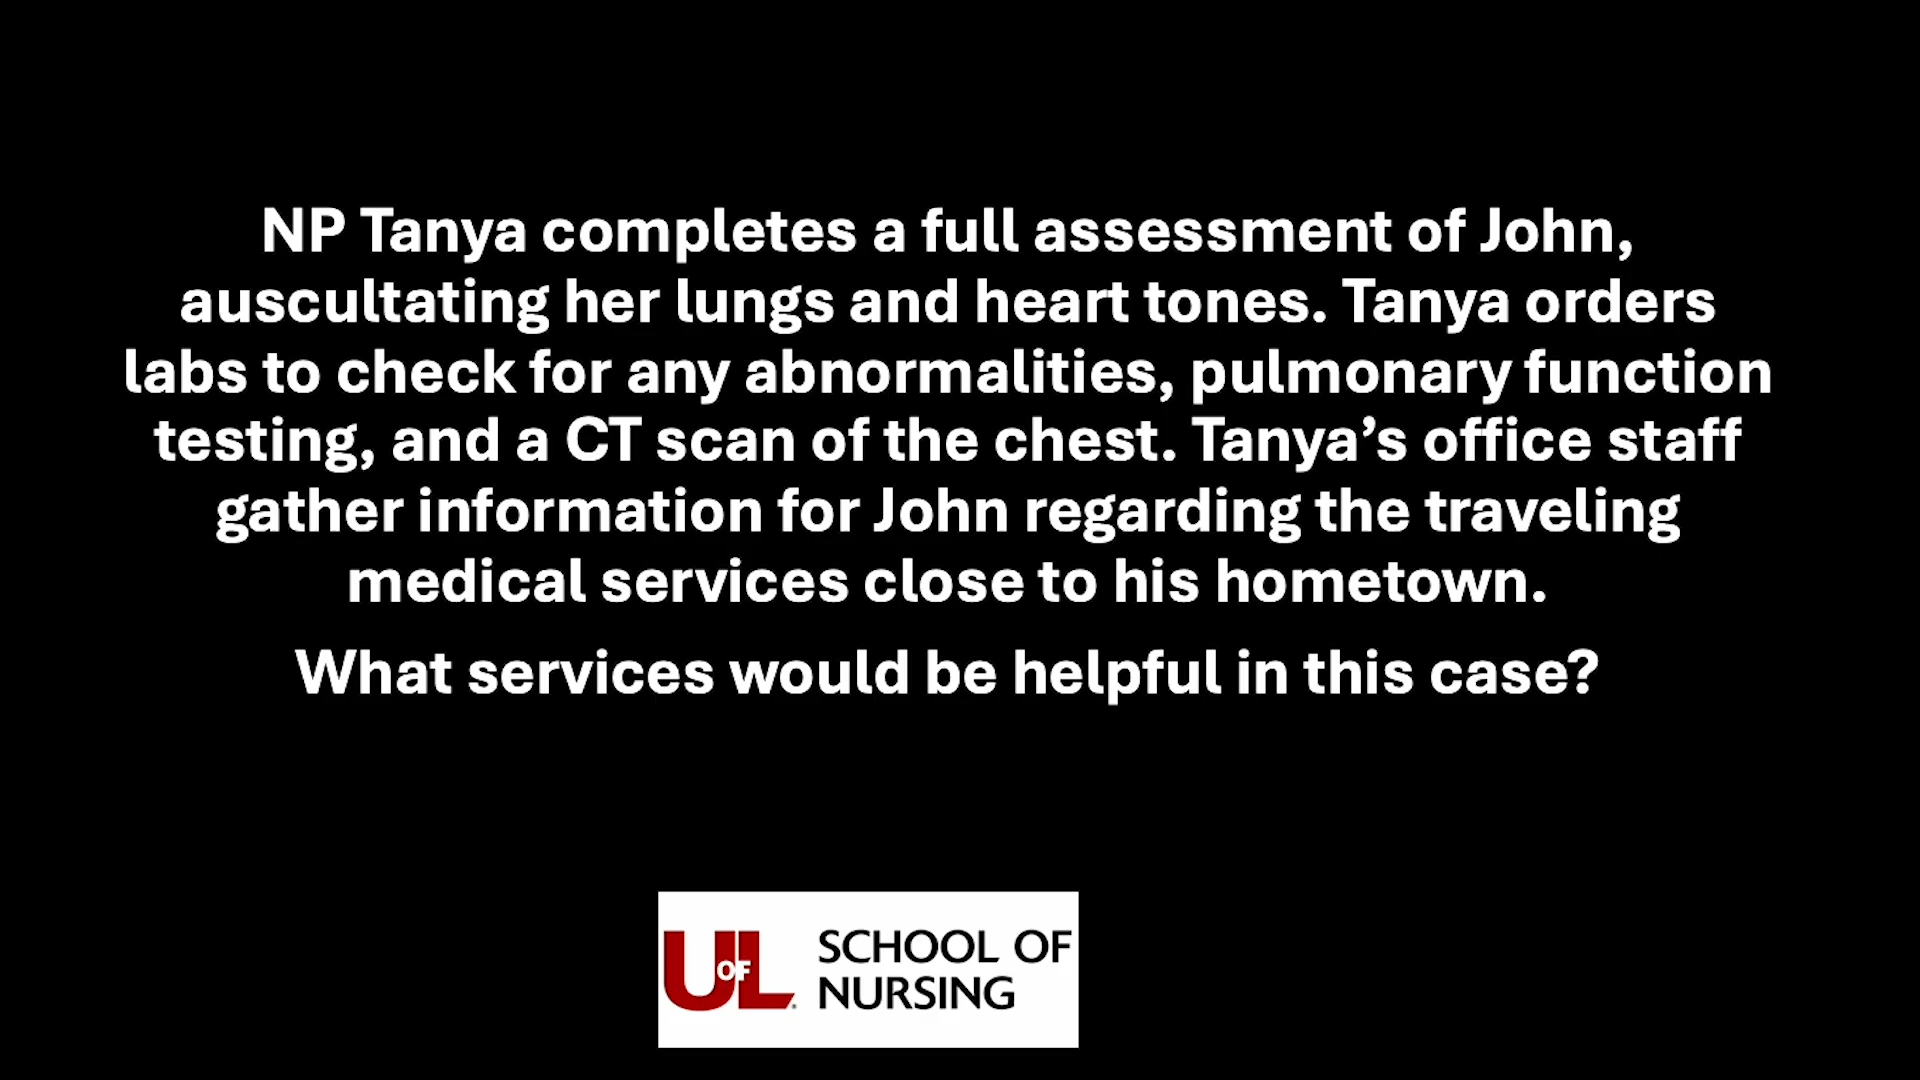 NP Tanya completes a full assessment of John,
auscultating her lungs and heart tones. Tanya orders
labs to check for any abnormalities, pulmonary function
testing, and a CT scan of the chest. Tanya’s office staff
gather information for John regarding the traveling
medical services close to his hometown.
What services would be helpful in this case?
UOFL SCHOOL OF
NURSING